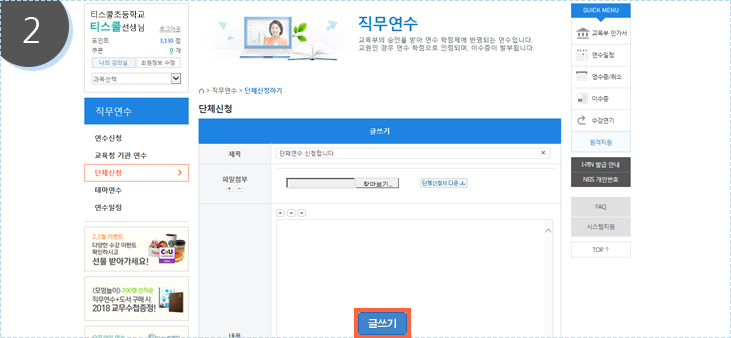 2
티스쿨초등학교
티스쿨선생님 로그아웃
포인트 3,130 점
쿠폰 0 개
나의 강의실 회원정보 수정
과목선택
직무연수
연수신청
교육청 기관 연수
단체신청
테마연수
연수일정
2,3월 이벤트
다양한 수강 이벤트
확인하시고
선물 받아가세요!
CU
(모임놀이) 200명 선착순
직무연수+도서 구매 시
2018 교무수첩증정!
직무연수
교육부의 승인을 받아 연수 학점제에 반영되는 연수입니다.
교원인 경우 연수 학점으로 인정되며, 이수증이 발부됩니다.
> 직무연수 > 단체신청하기
단체신청
글쓰기
제목 단체연수 신청합니다. ×
파일첨부
+ -
찾아보기... 단체신청서 다운
내용
글쓰기
QUICK MENU
교육부 인가서
연수일정
영수증/취소
이수증
수강연기
원격지원
I-PIN 발급 안내
NEIS 개인번호
FAQ
시스템지원
TOP ↑